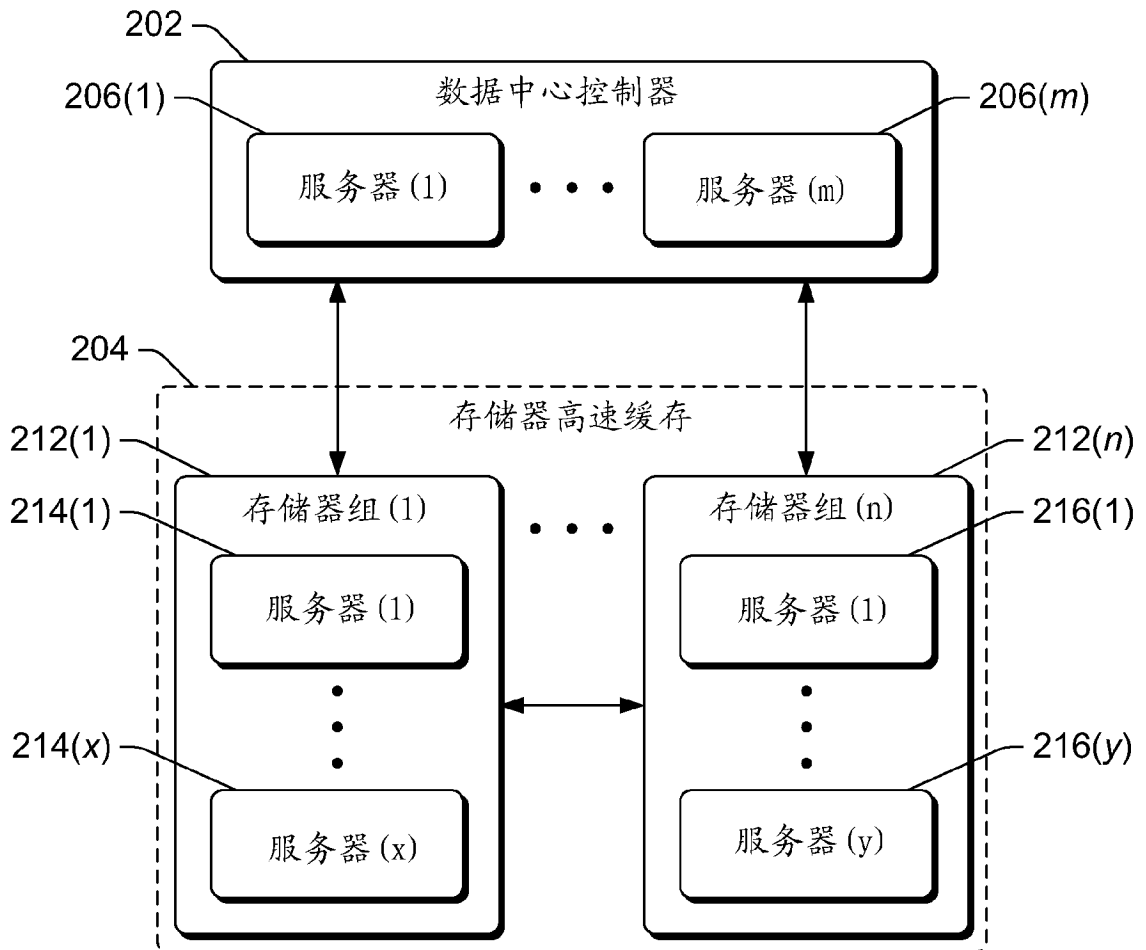 202
数据中心控制器
206(1)
206(m)
服务器(1)
服务器(m)
204
存储器高速缓存
212(1)
212(n)
存储器组(1)
存储器组(n)
214(1)
216(1)
服务器(1)
服务器(1)
214(x)
216(y)
服务器(x)
服务器(y)